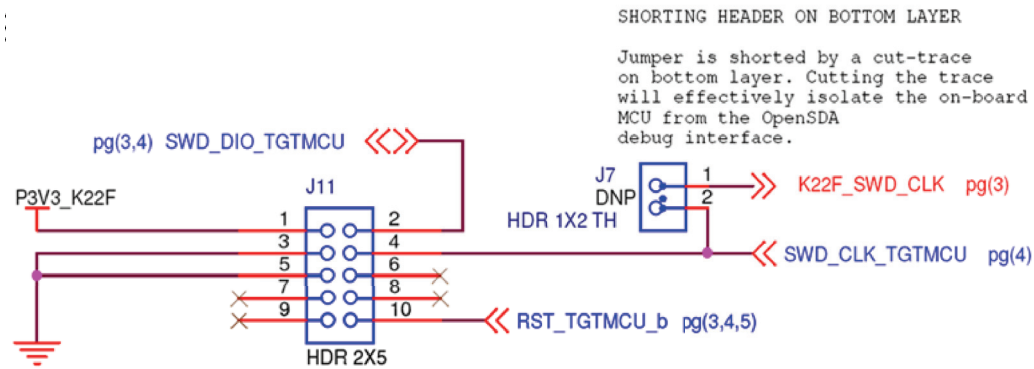 SHORTING HEADER ON BOTTOM LAYER
Jumper is shorted by a cut-trace
on bottom layer. Cutting the trace
will effectively isolate the on-board
MCU from the OpenSDA
debug interface.
pg(3,4) SWD_DIO_TGTMCU
J7
1
K22F_SWD_CLK pg(3)
P3V3_K22F
J11
DNP
2
HDR 1X2 TH
1 2
3 4
SWD_CLK_TGTMCU pg(4)
5 6
7 8
9 10
RST_TGTMCU_b pg(3,4,5)
HDR 2X5